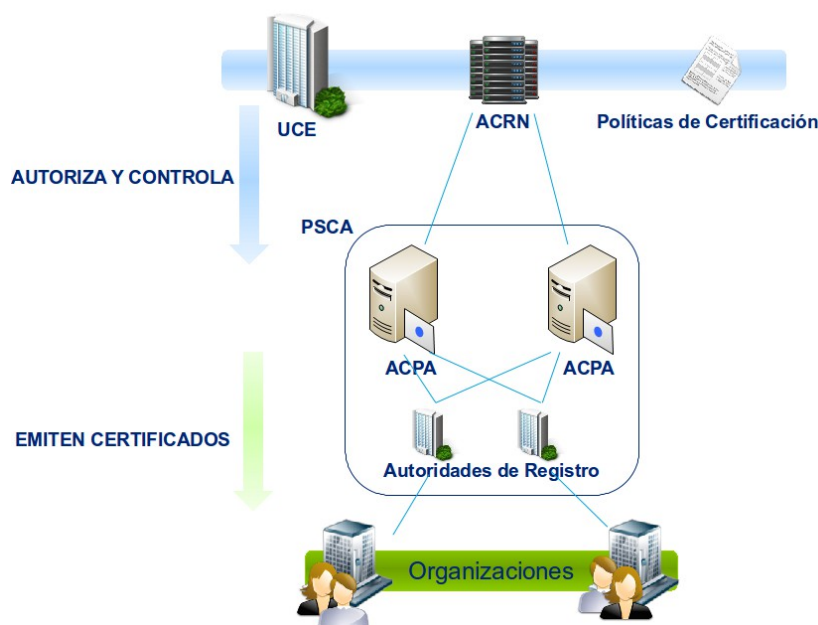 UCE
ACRN
Políticas de Certificación
AUTORIZA Y CONTROLA
PSCA
ACPA
ACPA
EMITEN CERTIFICADOS
Autoridades de Registro
Organizaciones